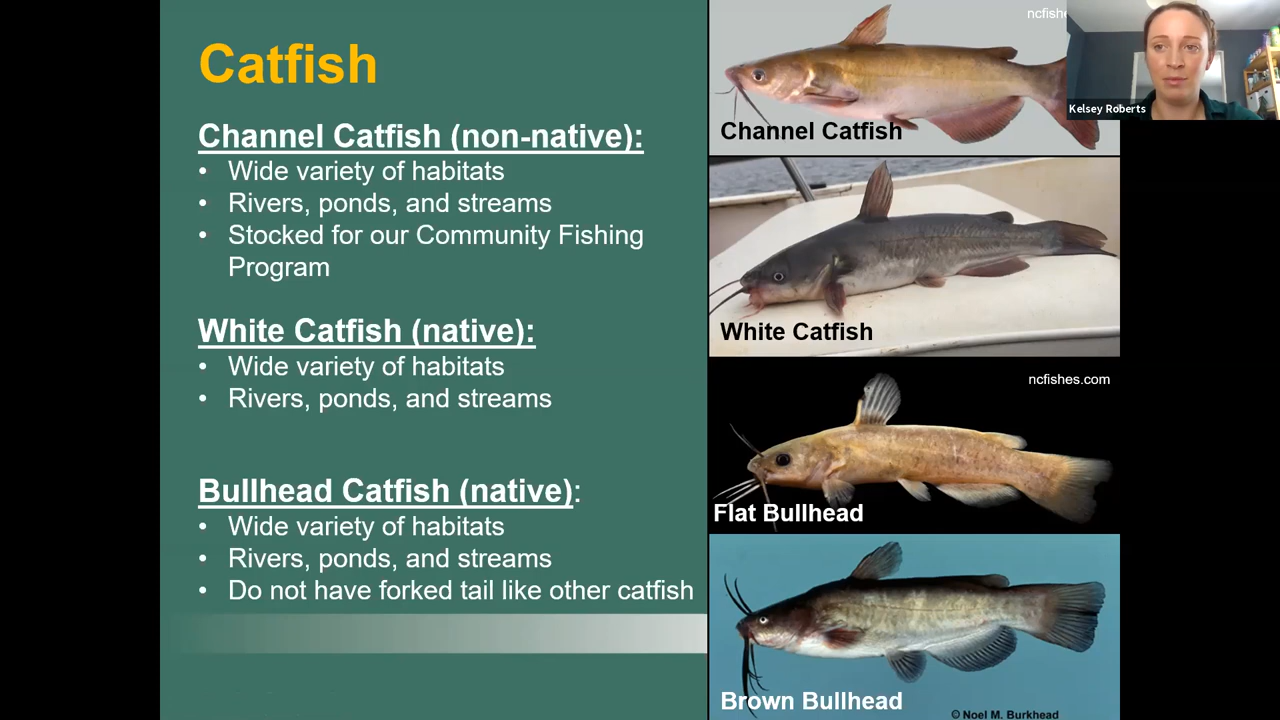 Catfish
Channel Catfish (non-native):
• Wide variety of habitats
• Rivers, ponds, and streams
• Stocked for our Community Fishing
Program
White Catfish (native):
• Wide variety of habitats
• Rivers, ponds, and streams
Bullhead Catfish (native):
• Wide variety of habitats
• Rivers, ponds, and streams
• Do not have forked tail like other catfish
ncfishe
Channel Catfish
Kelsey Roberts
White Catfish
ncfishes.com
Flat Bullhead
Brown Bullhead
© Noel M. Burkhead